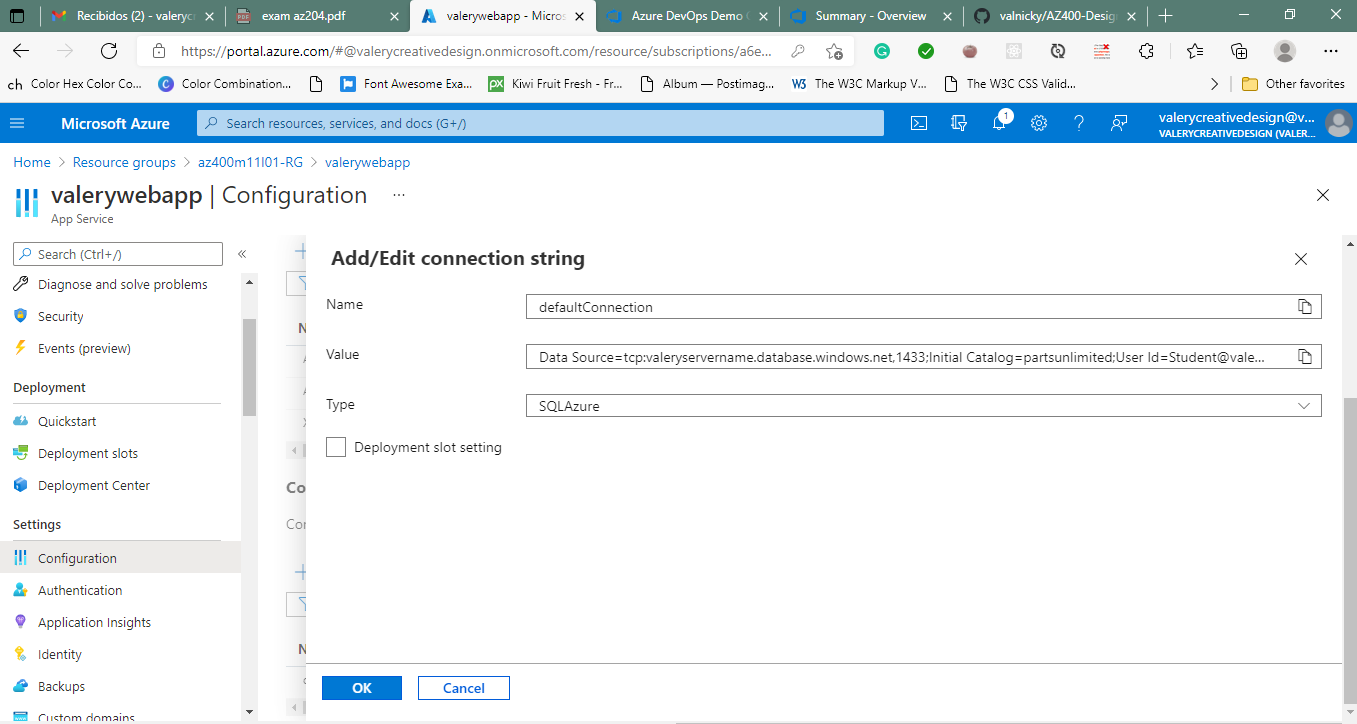 Recibidos (2) - valeryc
exam az204.pdf
valerywebapp - Micros
Azure DevOps Demo
Summary - Overview
valnicky/AZ400-Desig
https://portal.azure.com/#@valerycreativedesign.onmicrosoft.com/resource/subscriptions/a6e...
ch Color Hex Color Co...
Color Combination...
Font Awesome Exa...
Kiwi Fruit Fresh - Fr...
Album — Postimag...
The W3C Markup V...
The W3C CSS Valid...
Other favorites
Microsoft Azure
Search resources, services, and docs (G+/)
1
valerycreativedesign@v...
VALERYCREATIVEDESIGN (VALER...
Home > Resource groups > az400m11l01-RG > valerywebapp
valerywebapp | Configuration ...
App Service
Search (Ctrl+/)
«
Diagnose and solve problems
Security
Events (preview)
Deployment
Quickstart
Deployment slots
Deployment Center
Settings
Configuration
Authentication
Application Insights
Identity
Backups
Custom domains
N
Co
Con
N
Add/Edit connection string
Name
defaultConnection
Value
Data Source=tcp:valeryservername.database.windows.net,1433;Initial Catalog=partsunlimited;User Id=Student@vale...
Type
SQLAzure
Deployment slot setting
OK
Cancel